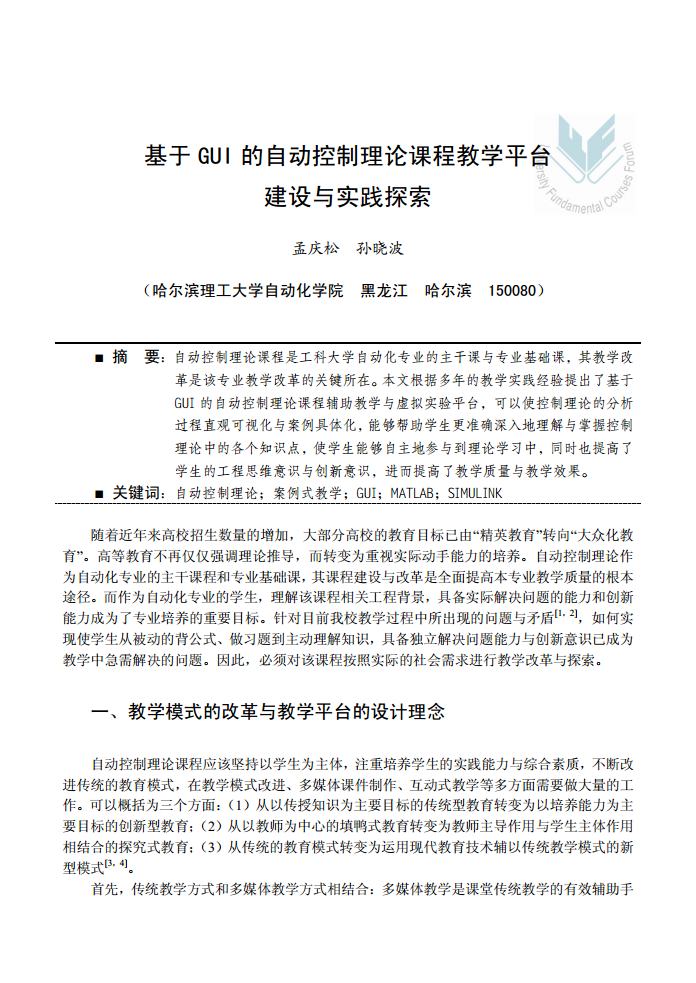 基于 GUI 的自动控制理论课程教学平台
建设与实践探索
ersity Fundamental Courses Forum
孟庆松 孙晓波
（哈尔滨理工大学自动化学院 黑龙江 哈尔滨 150080）
■ 摘 要：自动控制理论课程是工科大学自动化专业的主干课与专业基础课，其教学改
革是该专业教学改革的关键所在。本文根据多年的教学实践经验提出了基于
GUI 的自动控制理论课程辅助教学与虚拟实验平台，可以使控制理论的分析
过程直观可视化与案例具体化，能够帮助学生更准确深入地理解与掌握控制
理论中的各个知识点，使学生能够自主地参与到理论学习中，同时也提高了
学生的工程思维意识与创新意识，进而提高了教学质量与教学效果。
■ 关键词：自动控制理论；案例式教学；GUI；MATLAB；SIMULINK
随着近年来高校招生数量的增加，大部分高校的教育目标已由“精英教育”转向“大众化教
育”。高等教育不再仅仅强调理论推导，而转变为重视实际动手能力的培养。自动控制理论作
为自动化专业的主干课程和专业基础课，其课程建设与改革是全面提高本专业教学质量的根本
途径。而作为自动化专业的学生，理解该课程相关工程背景，具备实际解决问题的能力和创新
能力成为了专业培养的重要目标。针对目前我校教学过程中所出现的问题与矛盾[1, 2]，如何实
现使学生从被动的背公式、做习题到主动理解知识，具备独立解决问题能力与创新意识已成为
教学中急需解决的问题。因此，必须对该课程按照实际的社会需求进行教学改革与探索。
一、教学模式的改革与教学平台的设计理念
自动控制理论课程应该坚持以学生为主体，注重培养学生的实践能力与综合素质，不断改
进传统的教育模式，在教学模式改进、多媒体课件制作、互动式教学等多方面需要做大量的工
作。可以概括为三个方面：（1）从以传授知识为主要目标的传统型教育转变为以培养能力为主
要目标的创新型教育；（2）从以教师为中心的填鸭式教育转变为教师主导作用与学生主体作用
相结合的探究式教育；（3）从传统的教育模式转变为运用现代教育技术辅以传统教学模式的新
型模式[3, 4]。
首先，传统教学方式和多媒体教学方式相结合：多媒体教学是课堂传统教学的有效辅助手